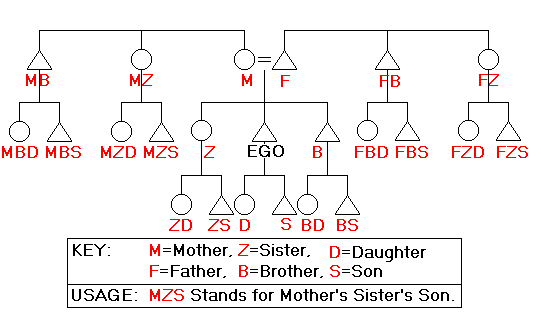 MB MZ M = F FB FZ
MBD MBS MZD MZS Z EGO B FBD FBS FZD FZS
ZD ZS D S BD BS
KEY: M=Mother, Z=Sister, D=Daughter
F=Father, B=Brother, S=Son
USAGE: MZS Stands for Mother's Sister's Son.